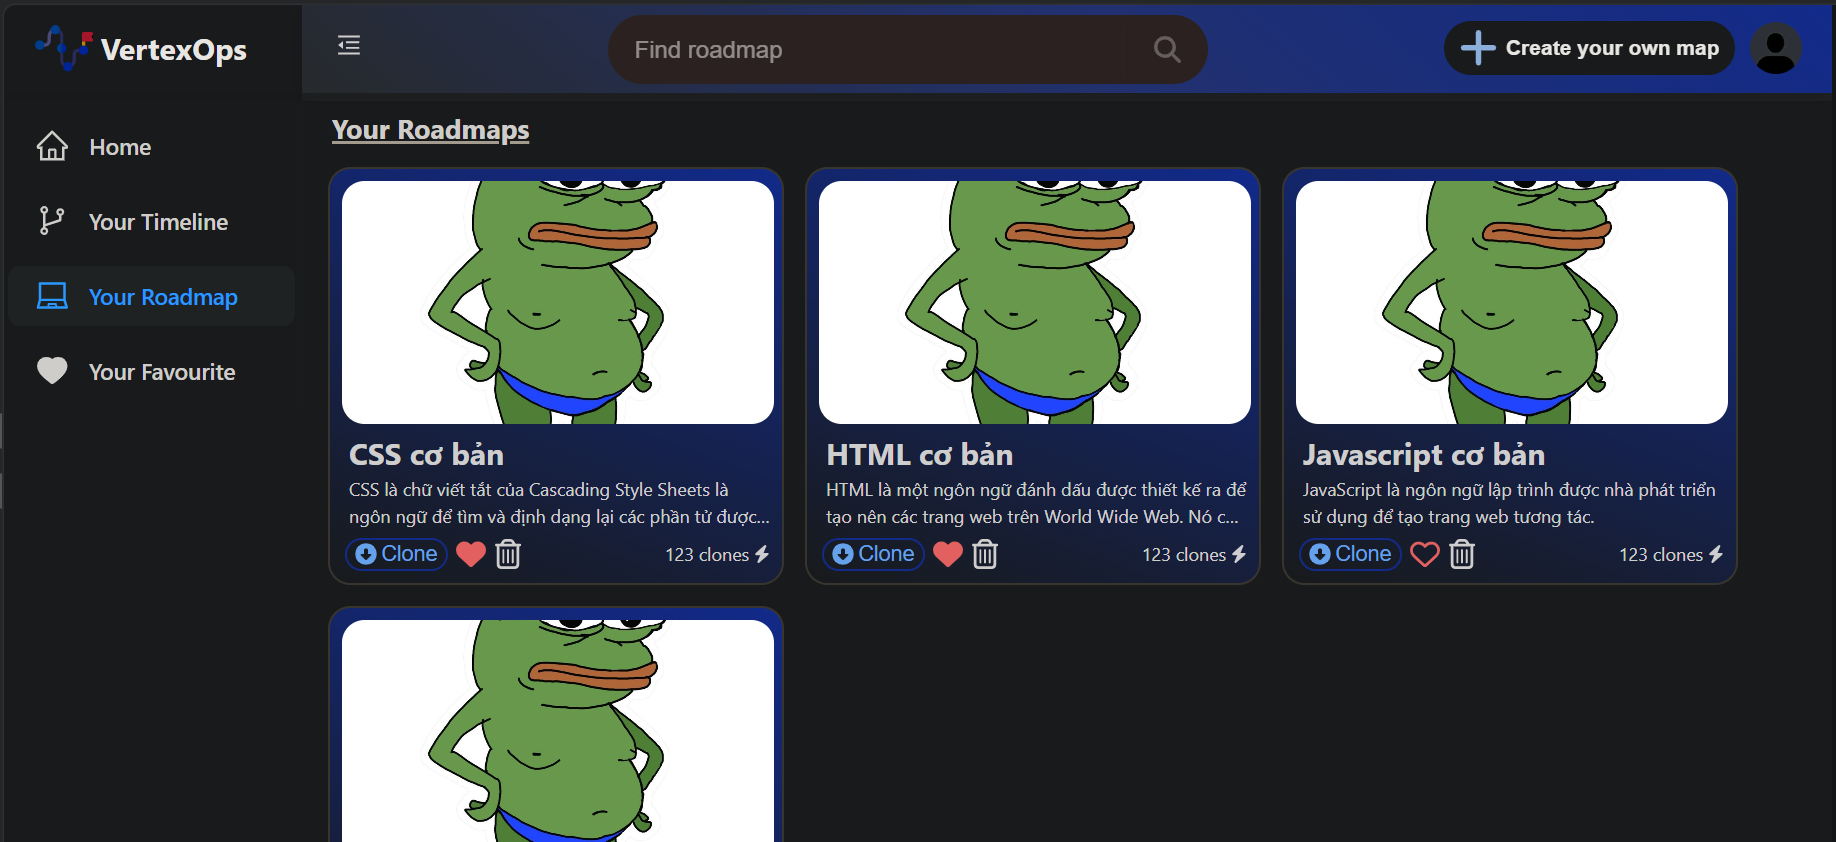 VertexOps
Find roadmap
Create your own map
Home
Your Timeline
Your Roadmap
Your Favourite
Your Roadmaps
CSS cơ bản
CSS là chữ viết tắt của Cascading Style Sheets là
ngôn ngữ để tìm và định dạng lại các phần tử được...
Clone
123 clones
HTML cơ bản
HTML là một ngôn ngữ đánh dấu được thiết kế ra để
tạo nên các trang web trên World Wide Web. Nó c...
Clone
123 clones
Javascript cơ bản
JavaScript là ngôn ngữ lập trình được nhà phát triển
sử dụng để tạo trang web tương tác.
Clone
123 clones